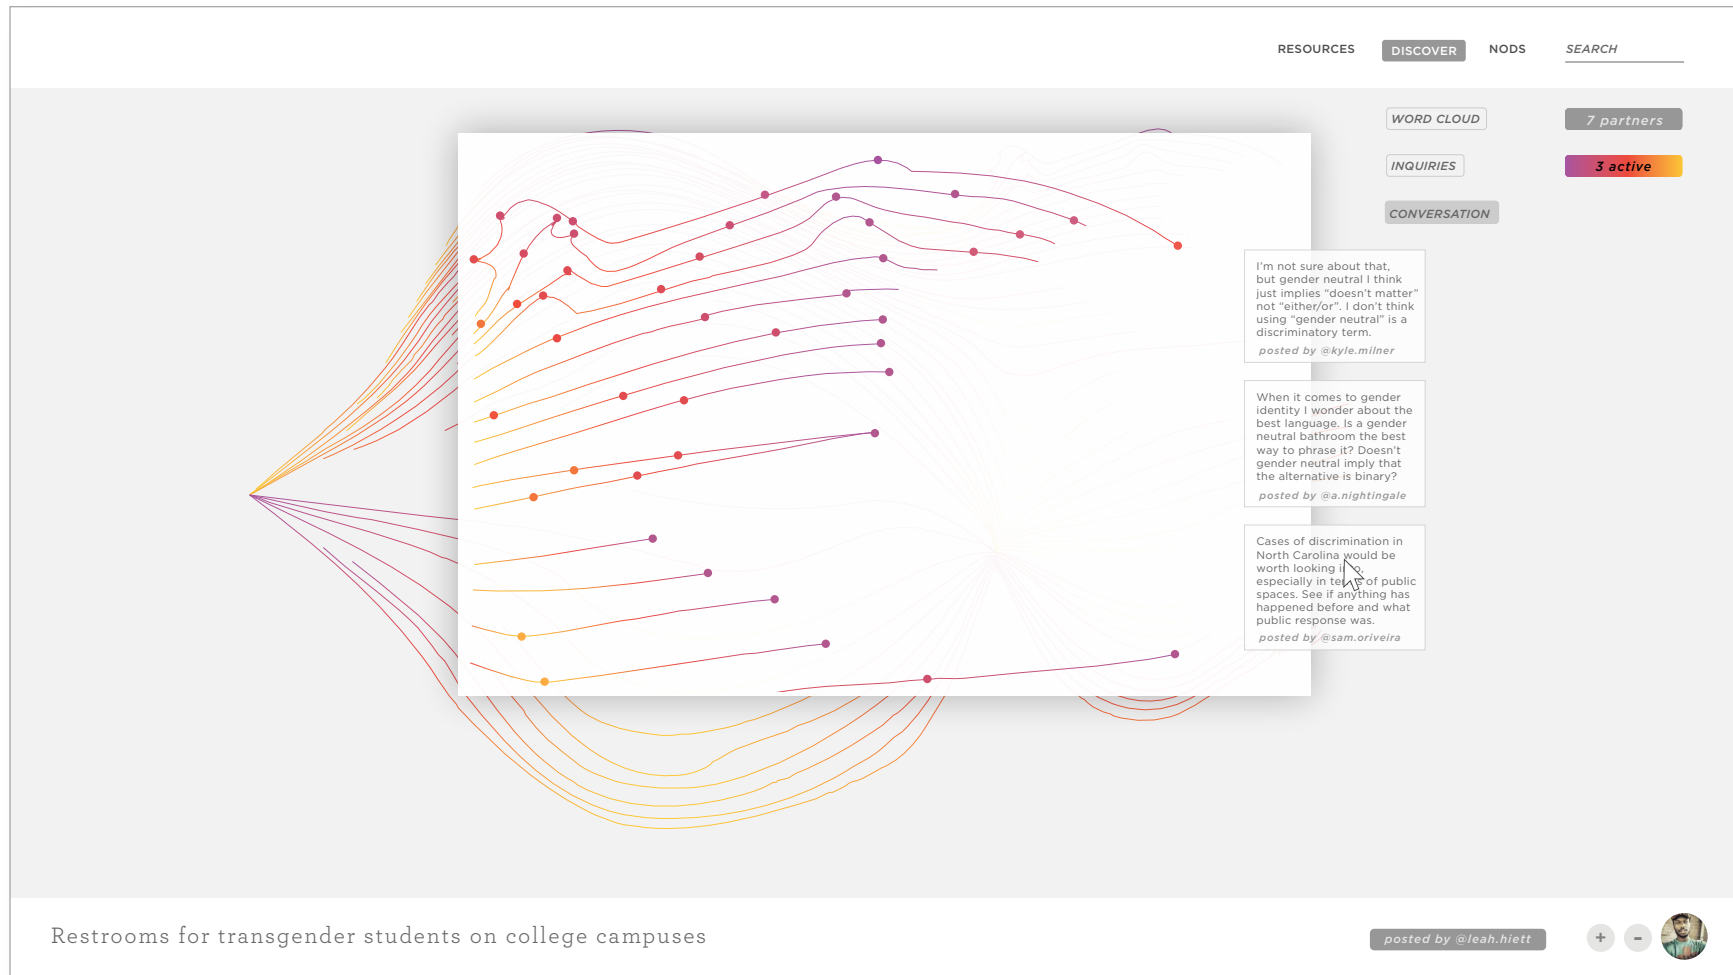 RESOURCES
DISCOVER
NODS
SEARCH
WORD CLOUD
7 partners
INQUIRIES
3 active
CONVERSATION
I'm not sure about that,
but gender neutral I think
just implies “doesn't matter”
not “either/or”. I don't think
using “gender neutral” is a
discriminatory term.
posted by @kyle.milner
When it comes to gender
identity I wonder about the
best language. Is a gender
neutral bathroom the best
way to phrase it? Doesn't
gender neutral imply that
the alternative is binary?
posted by @a.nightingale
Cases of discrimination in
North Carolina would be
worth looking into,
especially in terms of public
spaces. See if anything has
happened before and what
public response was.
posted by @sam.oriveira
Restrooms for transgender students on college campuses
posted by @leah.hiett
+
-